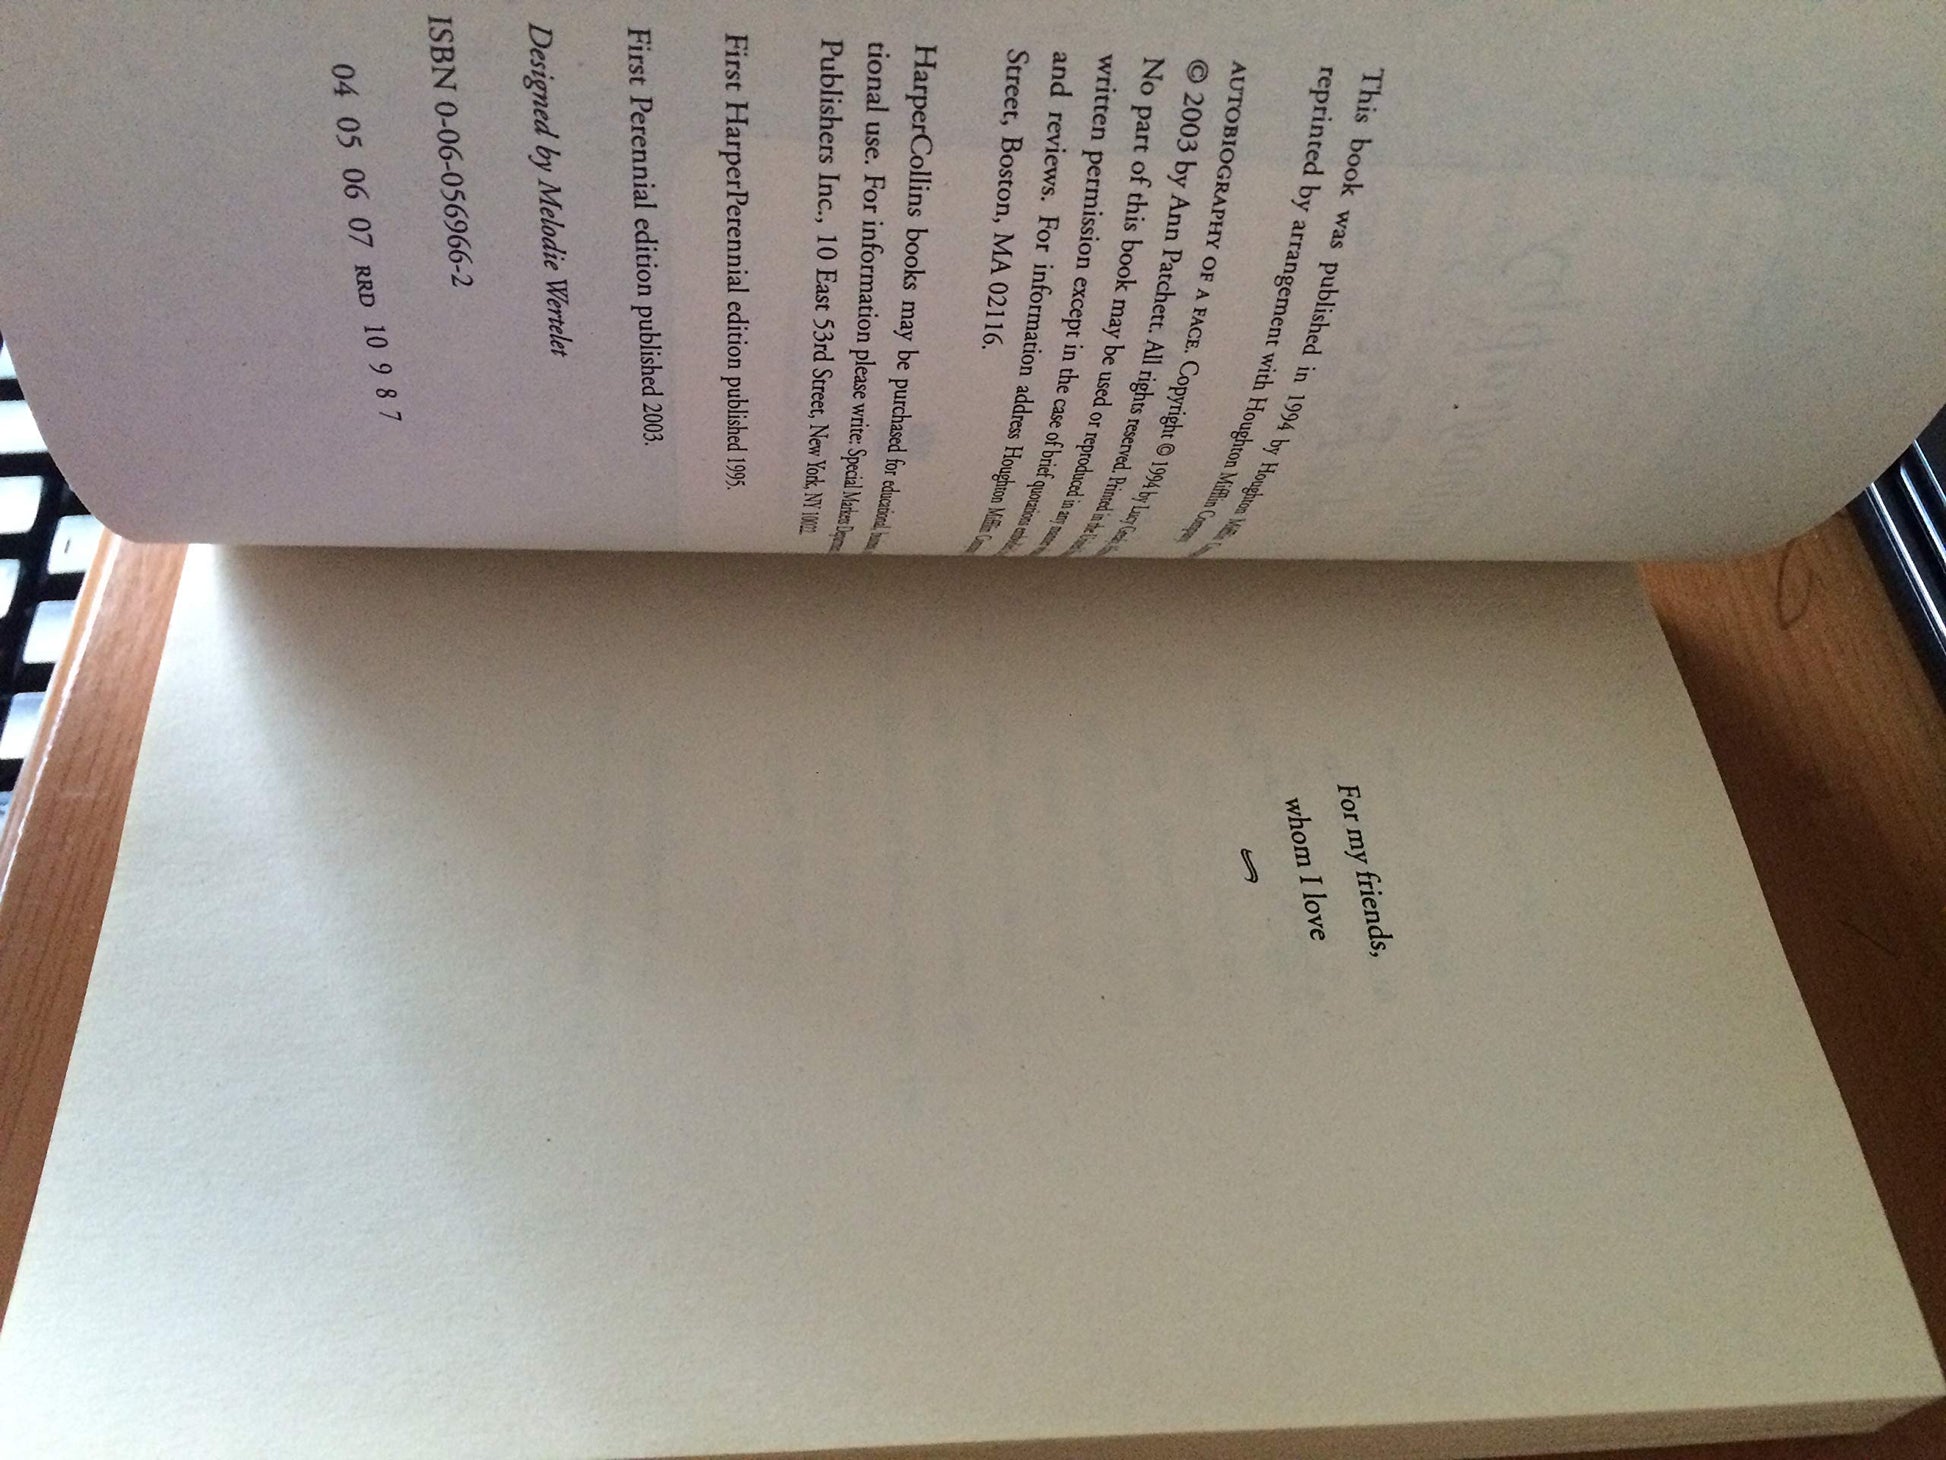 This book was published in 1994 by Houghton
reprinted by arrangement with Houghton Mifflin
AUTOBIOGRAPHY OF A FACE. Copyright © 1994 by Lucy
© 2003 by Ann Patchett. All rights reserved. Printed in the
No part of this book may be used or reproduced in any
written permission except in the case of brief quotations
and reviews. For information address Houghton Mifflin
Street, Boston, MA 02116.
HarperCollins books may be purchased for educational,
tional use. For information please write: Special Markets
Publishers Inc., 10 East 53rd Street, New York, NY 10022
First HarperPerennial edition published 1995.
First Perennial edition published 2003.
Designed by Melodie Wertelet
ISBN 0-06-056966-2
04 05 06 07 RRD 10 9 8 7
For my friends,
whom I love